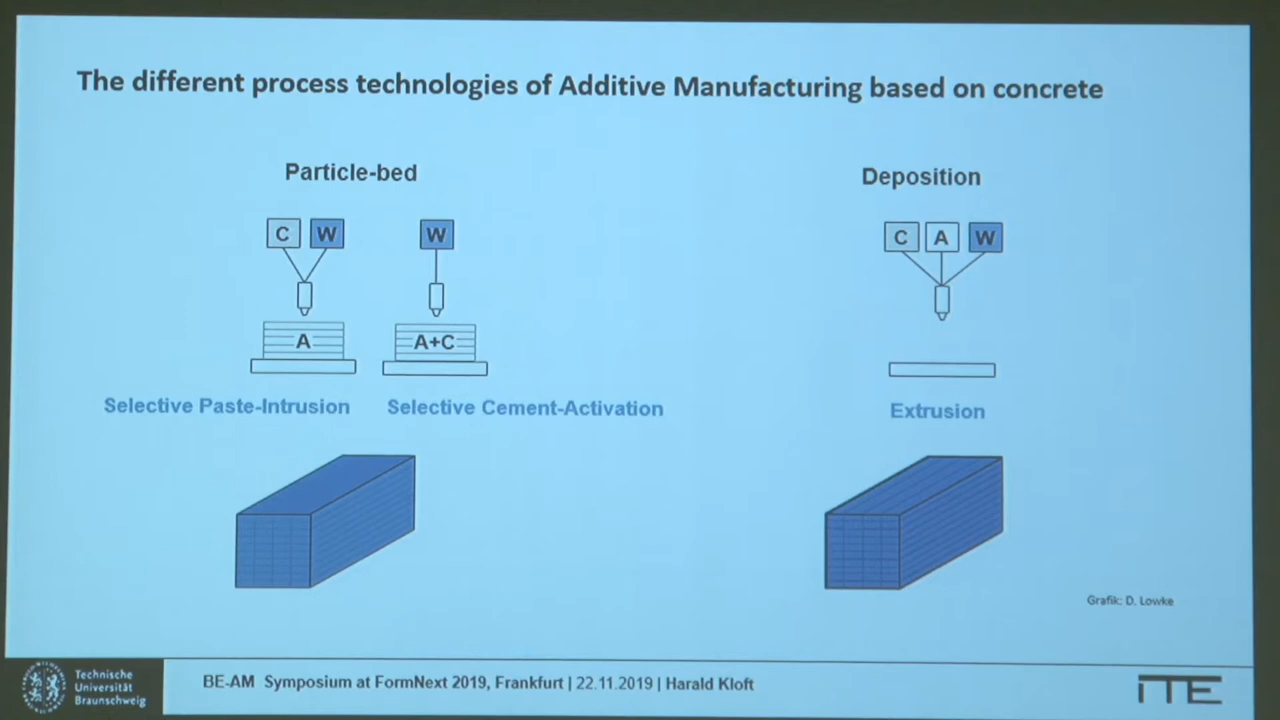 The different process technologies of Additive Manufacturing based on concrete
Particle-bed
Deposition
C W
W
C A W
A
A+C
Selective Paste-Intrusion
Selective Cement-Activation
Extrusion
Grafik: D. Lowke
Technische
Universität
Braunschweig
BE-AM Symposium at FormNext 2019, Frankfurt | 22.11.2019 | Harald Kloft
iTE